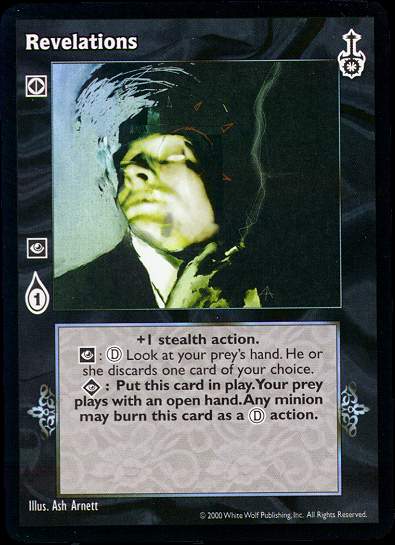 Revelations
1
+1 stealth action.
: Ⓓ Look at your prey's hand. He or
she discards one card of your choice.
: Put this card in play. Your prey
plays with an open hand. Any minion
may burn this card as a Ⓓ action.
Illus. Ash Arnett
© 2000 White Wolf Publishing, Inc. All Rights Reserved.